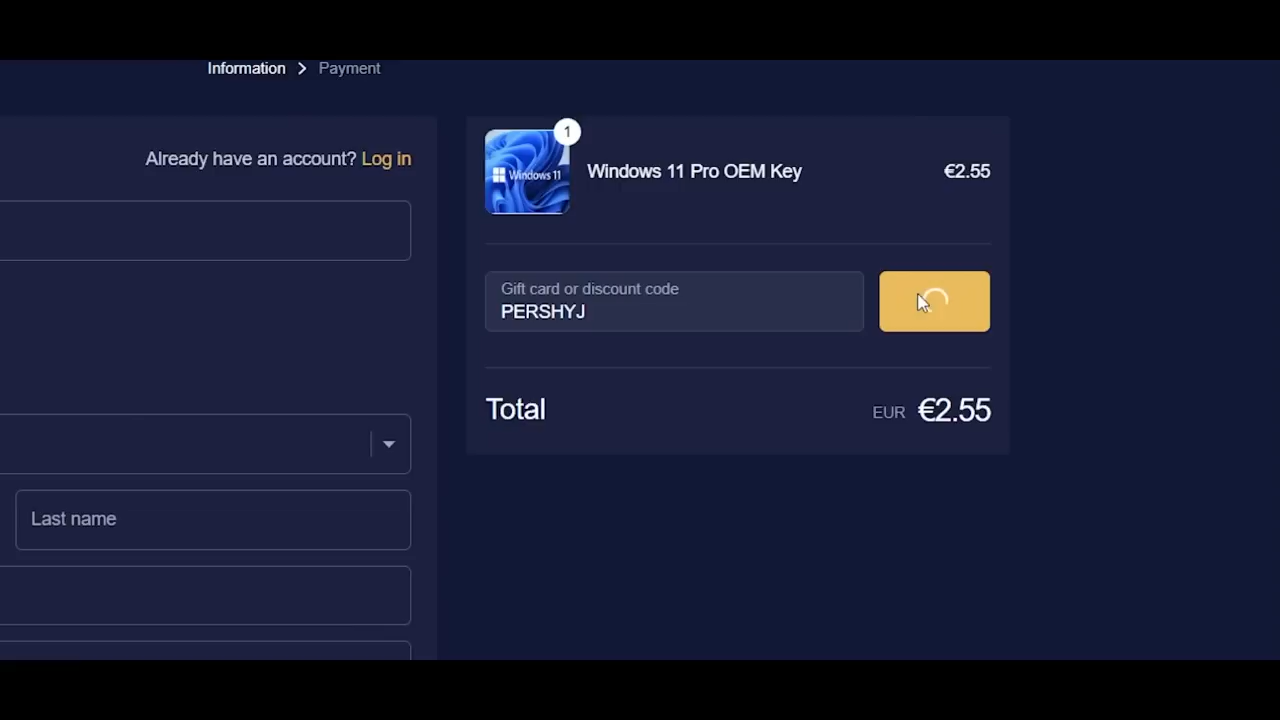 Information > Payment
Already have an account? Log in
1
Windows 11
Windows 11 Pro OEM Key €2.55
Gift card or discount code
PERSHYJ
Total EUR €2.55
Last name